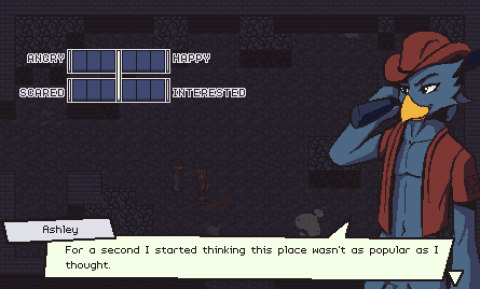 ANGRY HAPPY
SCARED INTERESTED
Ashley
For a second I started thinking this place wasn't as popular as I
thought.